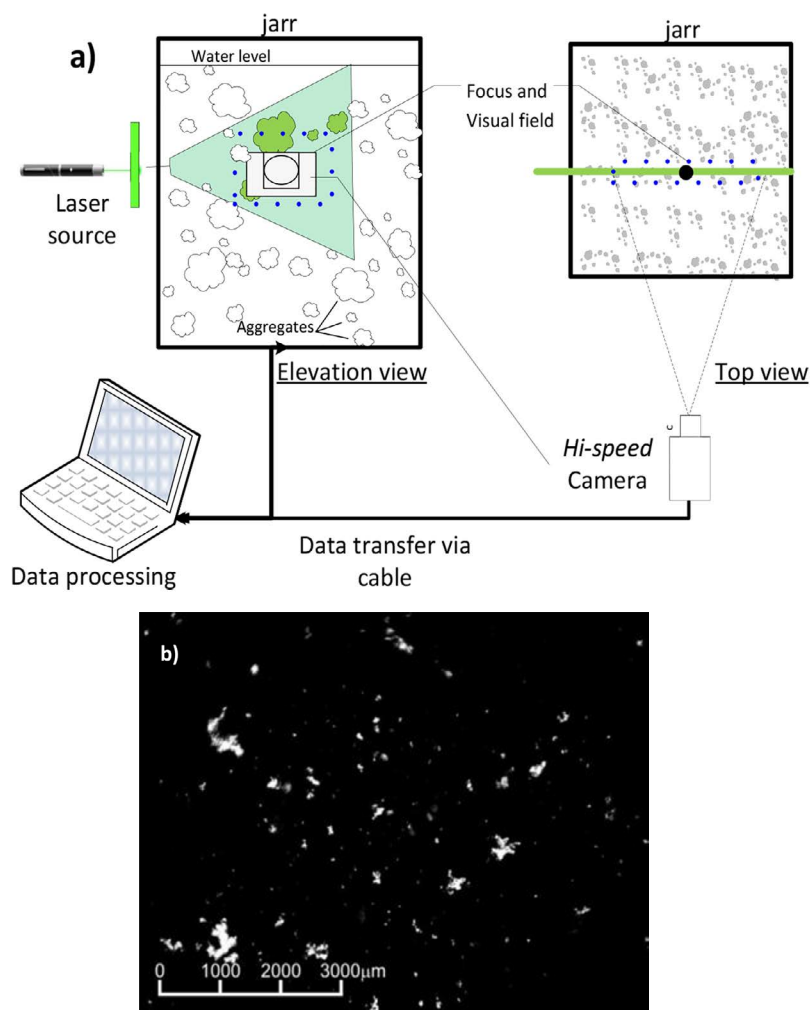 a)
jarr
Water level
Laser
source
Aggregates
Elevation view
jarr
Focus and
Visual field
Top view
Hi-speed
Camera
c
Data transfer via
cable
Data processing
b)
0 1000 2000 3000μm